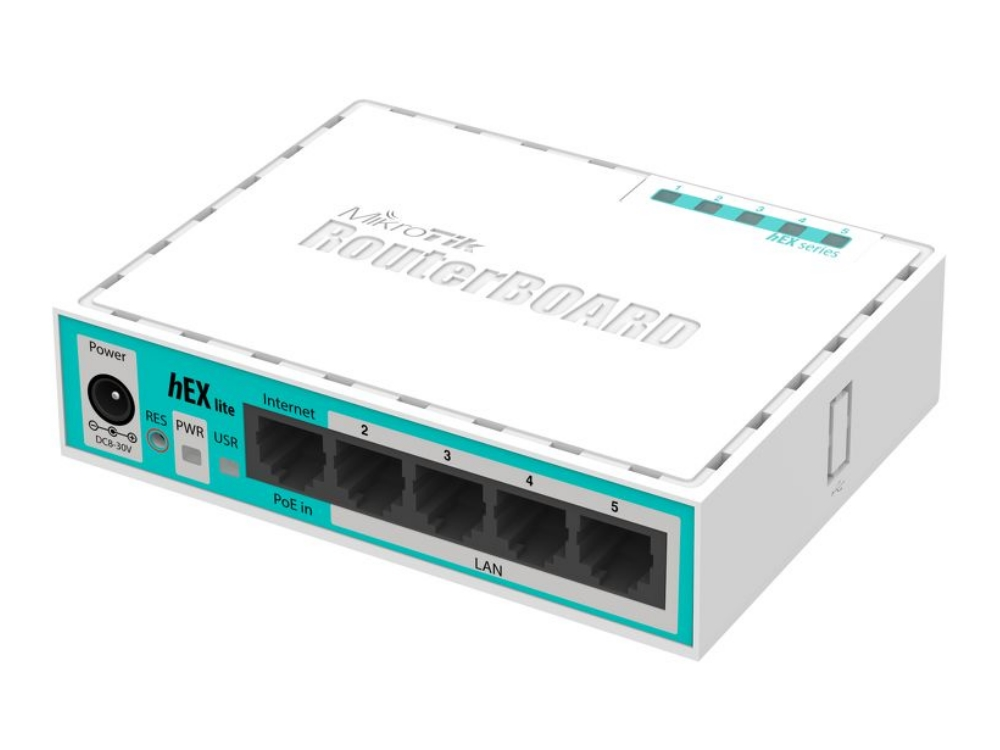 1 2 3 4 5
hEX series
MikroTik
RouterBOARD
Power
DC8-30V
RES
PWR
hEX lite
USR
Internet
PoE in
2 3 4 5
LAN